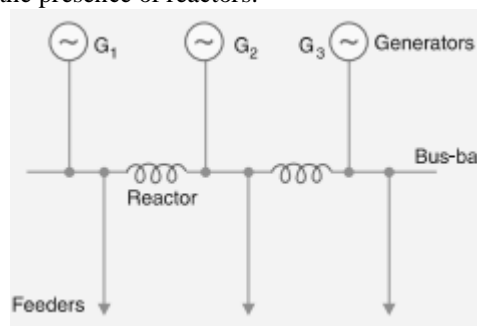 the presence of reactors.
G1 G2 G3 Generators
Bus-ba
Reactor
Feeders